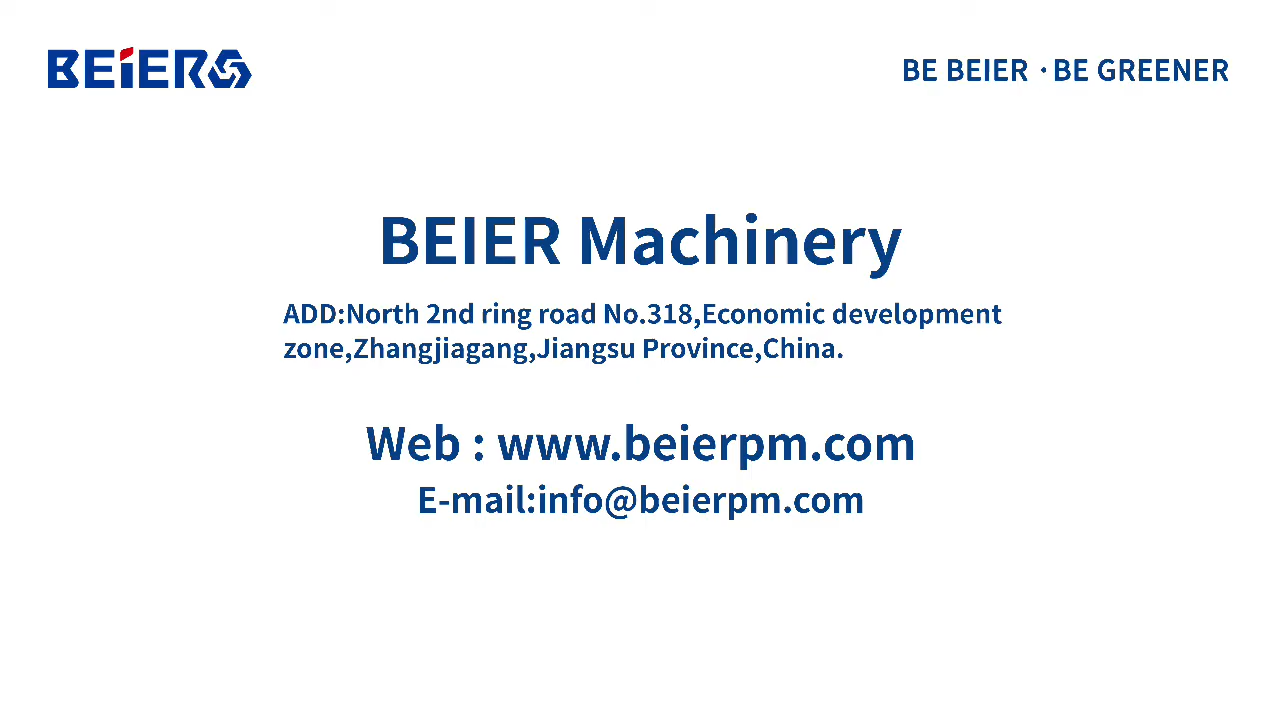 BEiER
BE BEIER ·BE GREENER
BEIER Machinery
ADD:North 2nd ring road No.318,Economic development
zone,Zhangjiagang,Jiangsu Province,China.
Web : www.beierpm.com
E-mail:info@beierpm.com